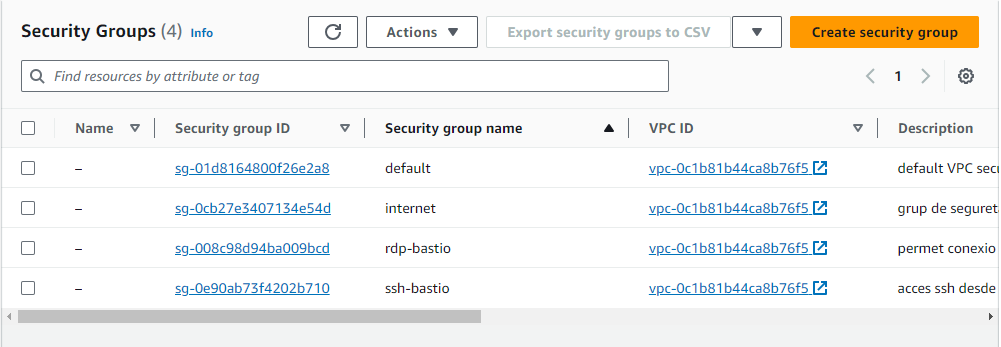 Security Groups (4) Info Actions Export security groups to CSV Create security group
Find resources by attribute or tag 1
Name Security group ID Security group name VPC ID Description
– sg-01d8164800f26e2a8 default vpc-0c1b81b44ca8b76f5 default VPC secu
– sg-0cb27e3407134e54d internet vpc-0c1b81b44ca8b76f5 grup de segureta
– sg-008c98d94ba009bcd rdp-bastio vpc-0c1b81b44ca8b76f5 permet conexio
– sg-0e90ab73f4202b710 ssh-bastio vpc-0c1b81b44ca8b76f5 acces ssh desde